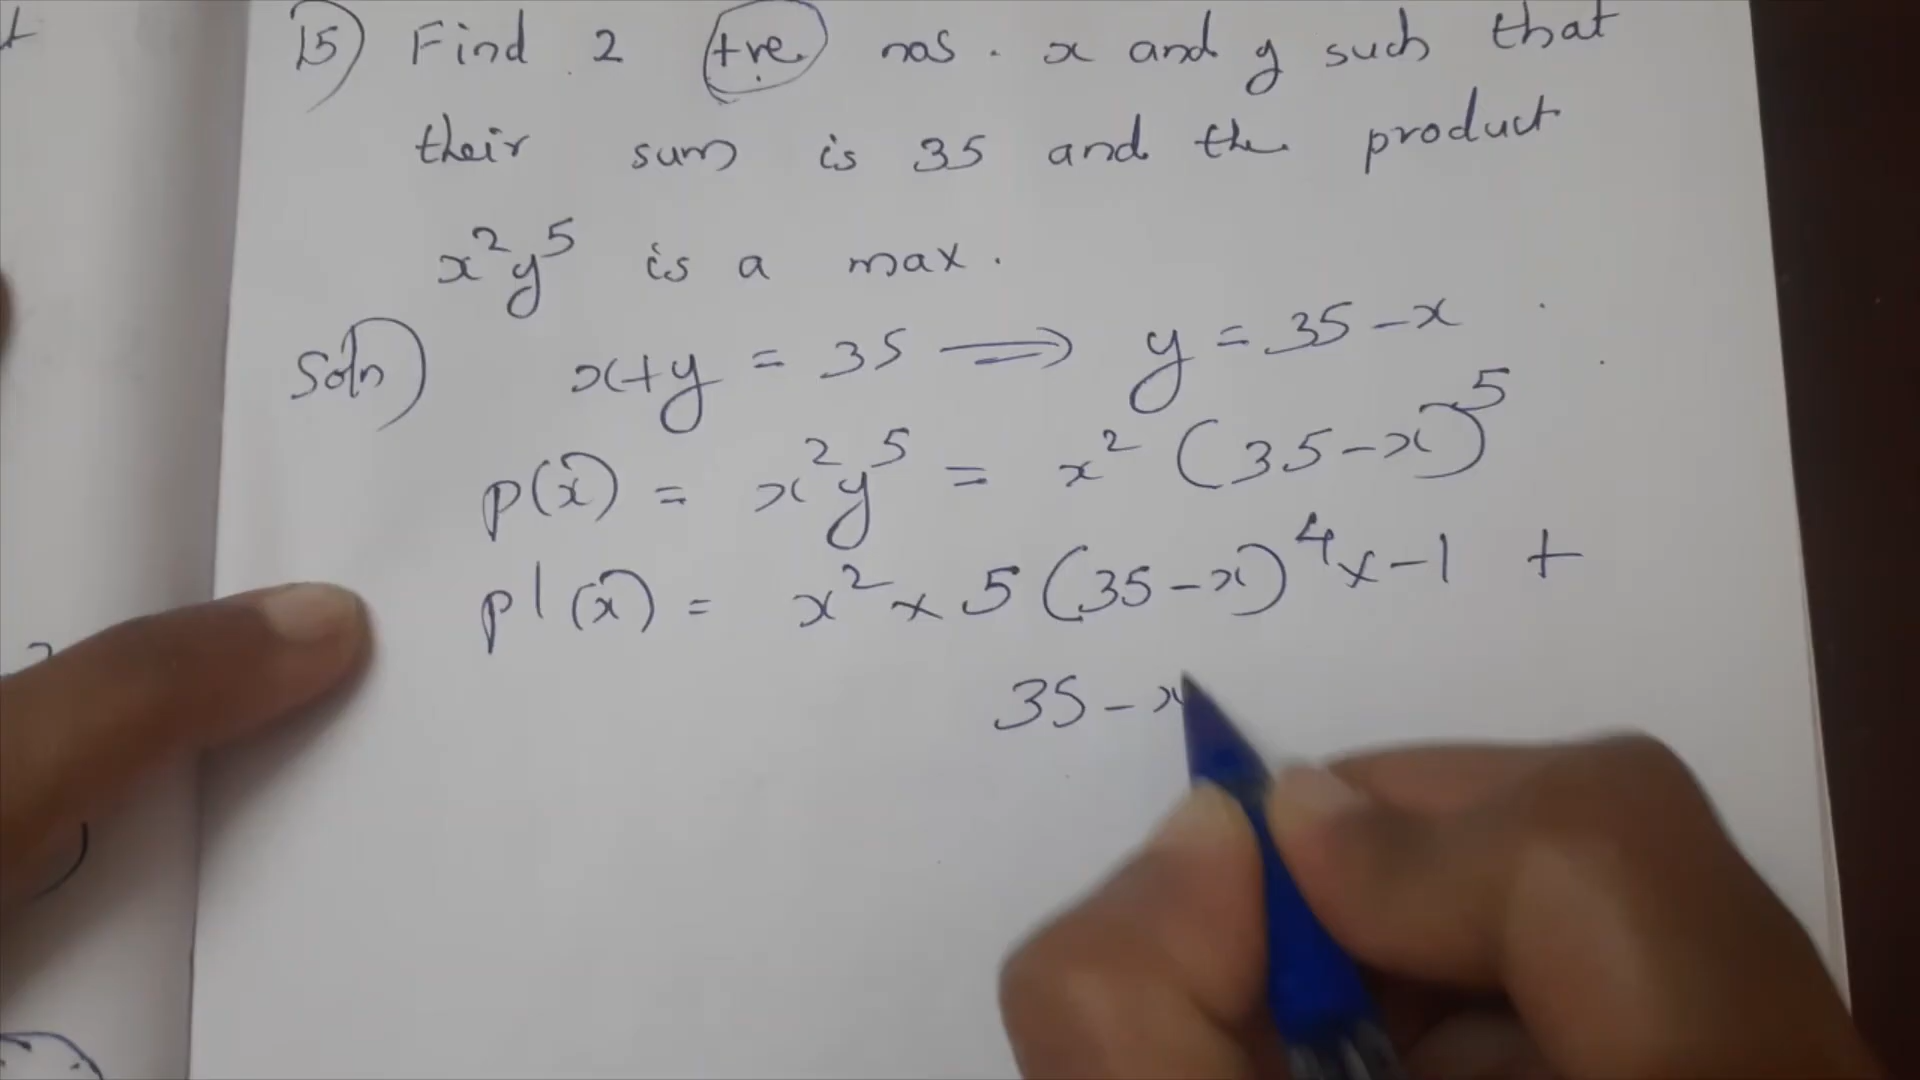 15) Find 2 +ve nos. x and y such that
their sum is 35 and the product
x²y⁵ is a max.
Soln) x+y = 35 ⟹ y = 35-x
p(x) = x²y⁵ = x²(35-x)⁵
p'(x) = x² × 5(35-x)⁴ x-1 +
35-x